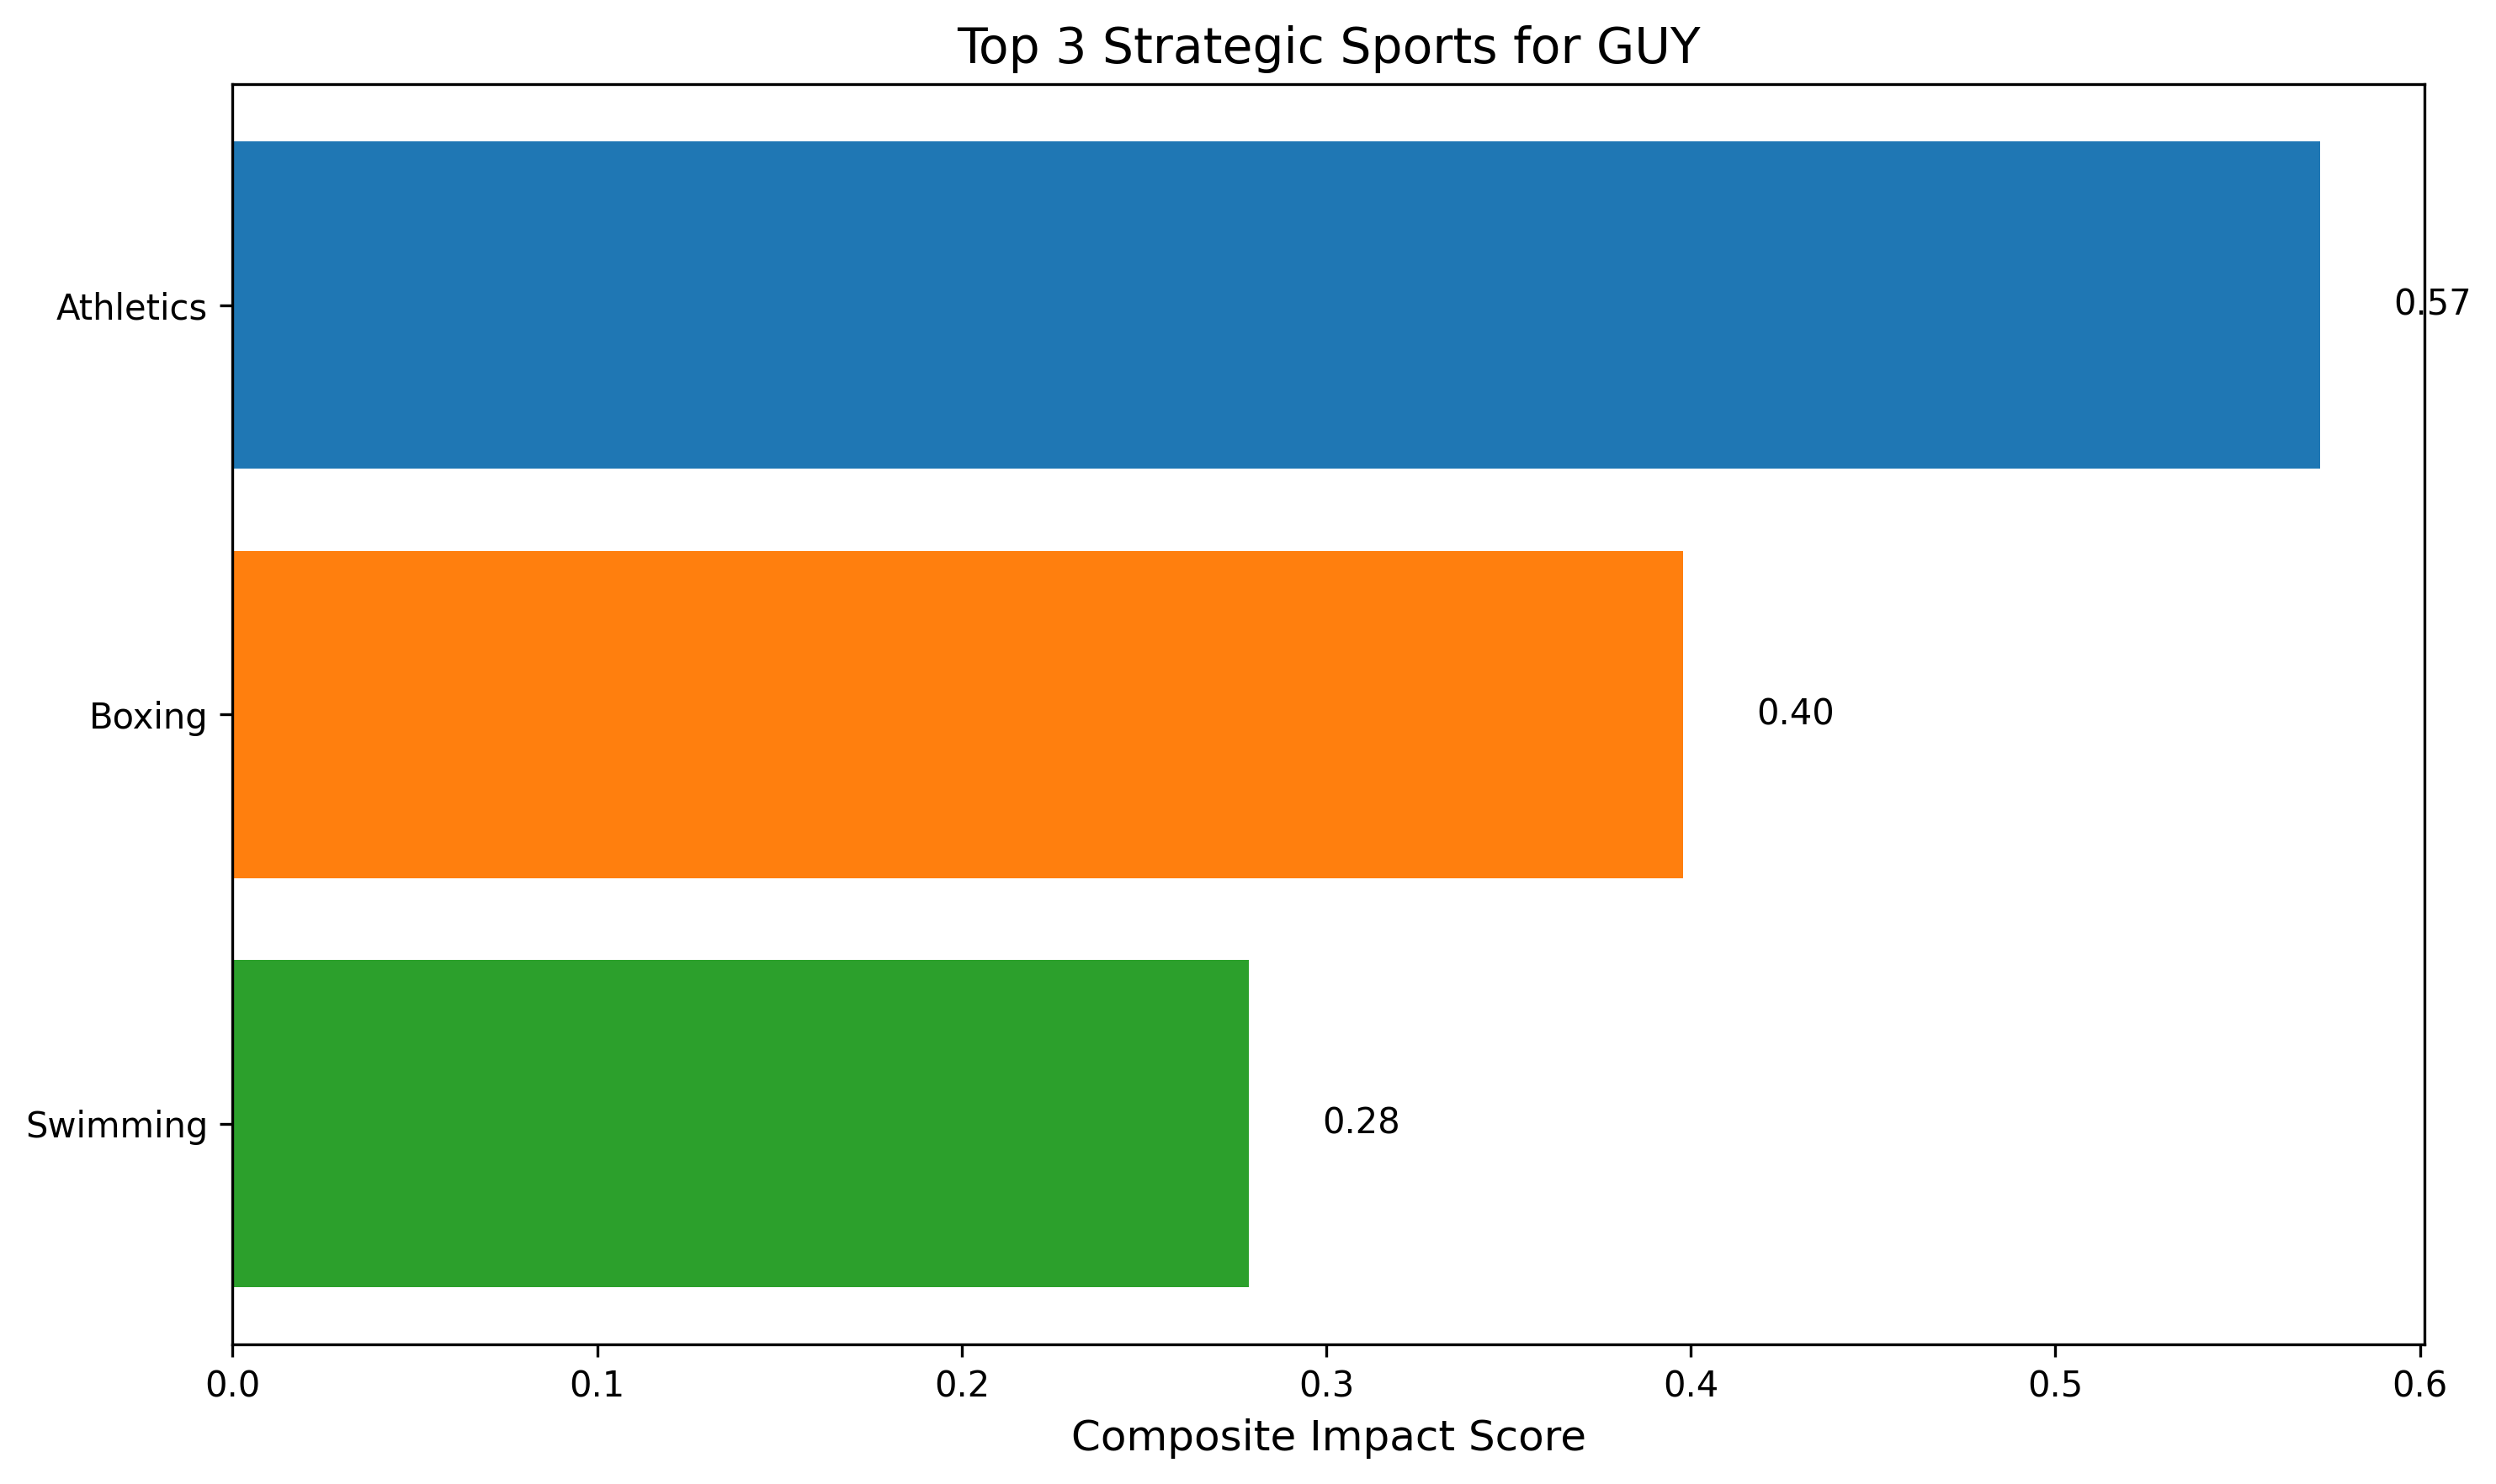 Top 3 Strategic Sports for GUY
Athletics
0.57
Boxing
0.40
Swimming
0.28
0.0 0.1 0.2 0.3 0.4 0.5 0.6
Composite Impact Score